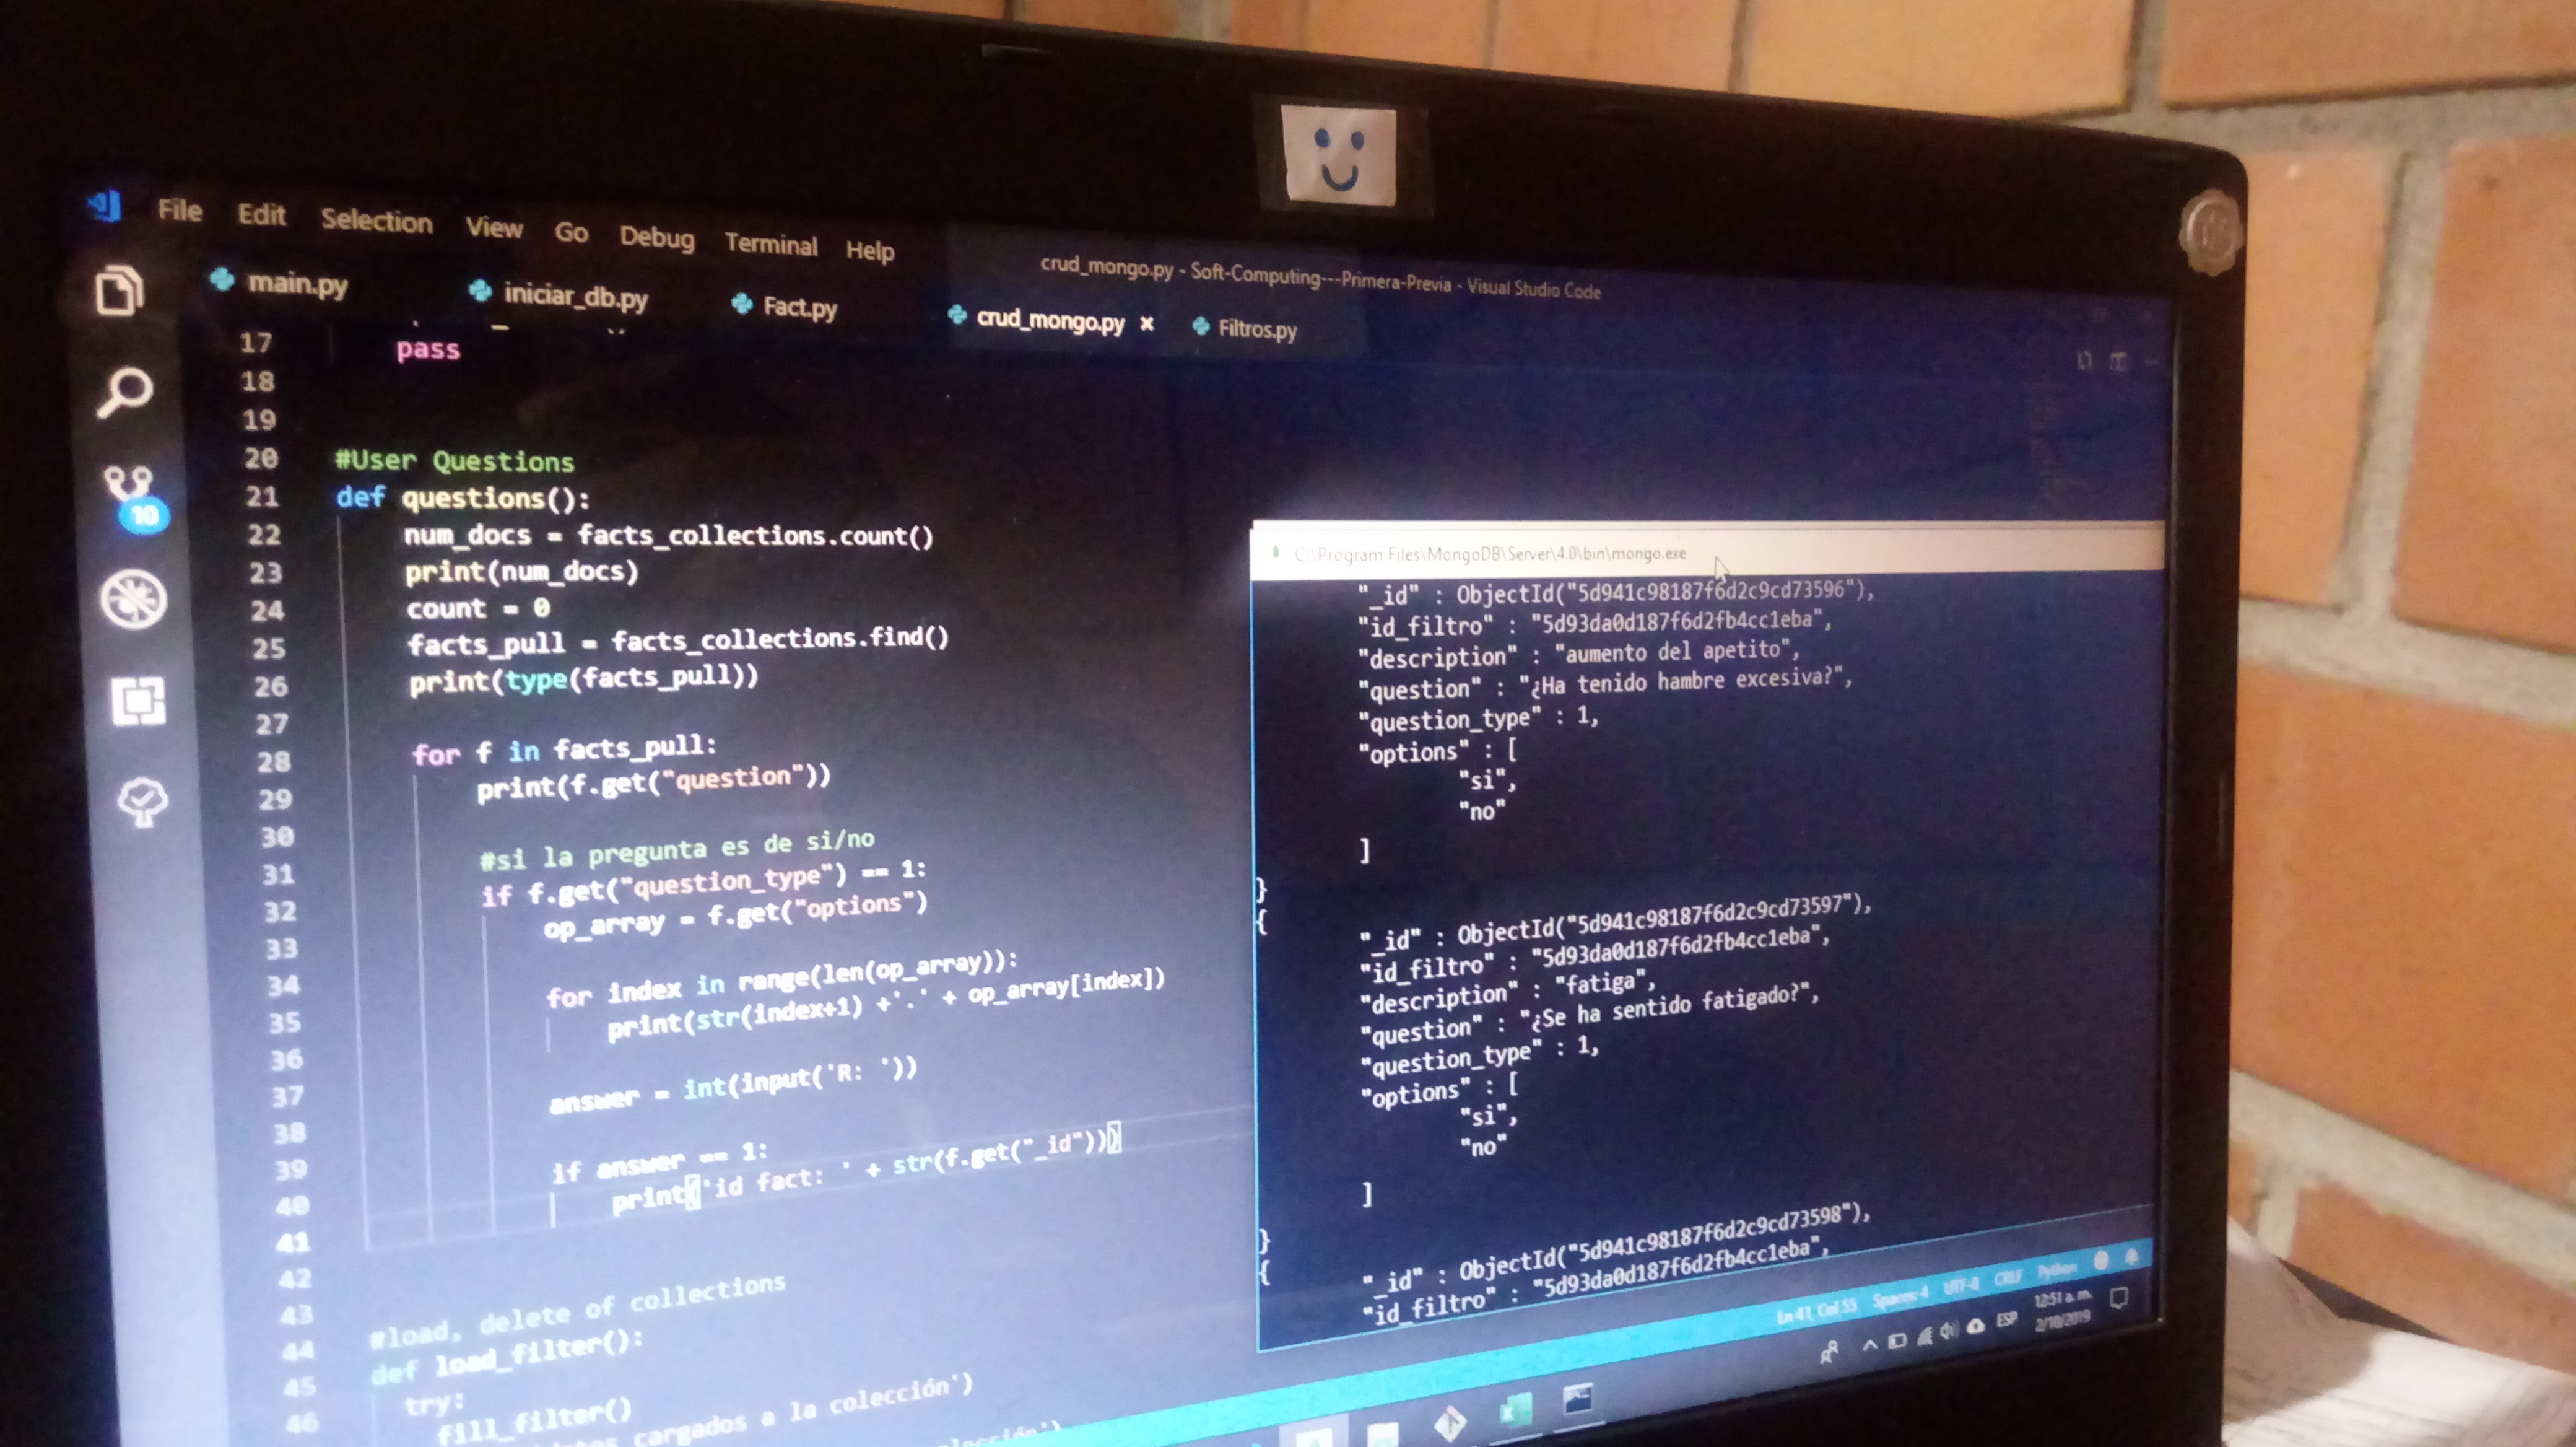 File Edit Selection View Go Debug Terminal Help
crud_mongo.py - Soft-Computing---Primera-Previa - Visual Studio Code
main.py iniciar_db.py Fact.py crud_mongo.py × Filtros.py
10
17 pass
18
19
20 #User Questions
21 def questions():
22 num_docs = facts_collections.count()
23 print(num_docs)
24 count = 0
25 facts_pull = facts_collections.find()
26 print(type(facts_pull))
27
28 for f in facts_pull:
29 print(f.get("question"))
30
31 #si la pregunta es de si/no
32 if f.get("question_type") == 1:
33 op_array = f.get("options")
34
35 for index in range(len(op_array)):
36 print(str(index+1) +'.' + op_array[index])
37
38 answer = int(input('R: '))
39
40 if answer == 1:
41 print('id fact: ' + str(f.get("_id")))
42
43
44 #load, delete of collections
45 def load_filter():
46 try:
fill_filter()
cargados a la colección')
C:\Program Files\MongoDB\Server\4.0\bin\mongo.exe
"_id" : ObjectId("5d941c98187f6d2c9cd73596"),
"id_filtro" : "5d93da0d187f6d2fb4cc1eba",
"description" : "aumento del apetito",
"question" : "¿Ha tenido hambre excesiva?",
"question_type" : 1,
"options" : [
"si",
"no"
]
}
{
"_id" : ObjectId("5d941c98187f6d2c9cd73597"),
"id_filtro" : "5d93da0d187f6d2fb4cc1eba",
"description" : "fatiga",
"question" : "¿Se ha sentido fatigado?",
"question_type" : 1,
"options" : [
"si",
"no"
]
}
{
"_id" : ObjectId("5d941c98187f6d2c9cd73598"),
"id_filtro" : "5d93da0d187f6d2fb4cc1eba",
Ln 41, Col 55 Spaces: 4 UTF-8 CRLF Python
ESP 12:51 a. m.
2/10/2019